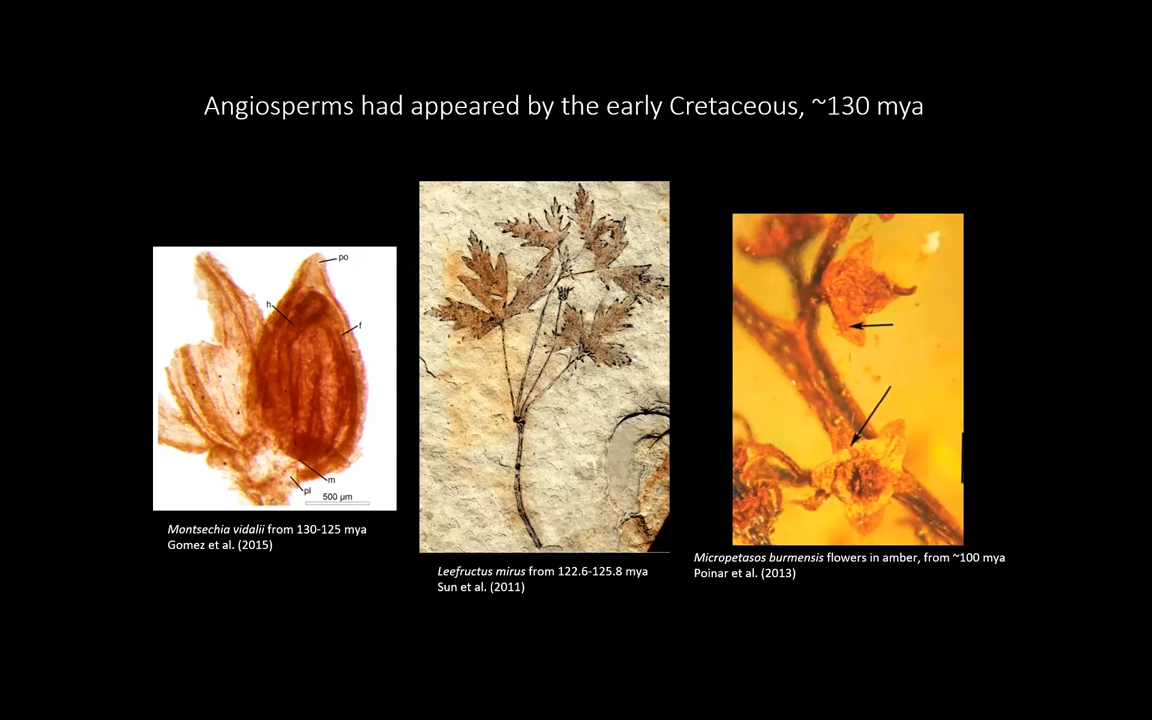 Angiosperms had appeared by the early Cretaceous, ~130 mya
po
h
f
m
pl
500 µm
Montsechia vidalii from 130-125 mya
Gomez et al. (2015)
Leefructus mirus from 122.6-125.8 mya
Sun et al. (2011)
Micropetasos burmensis flowers in amber, from ~100 mya
Poinar et al. (2013)